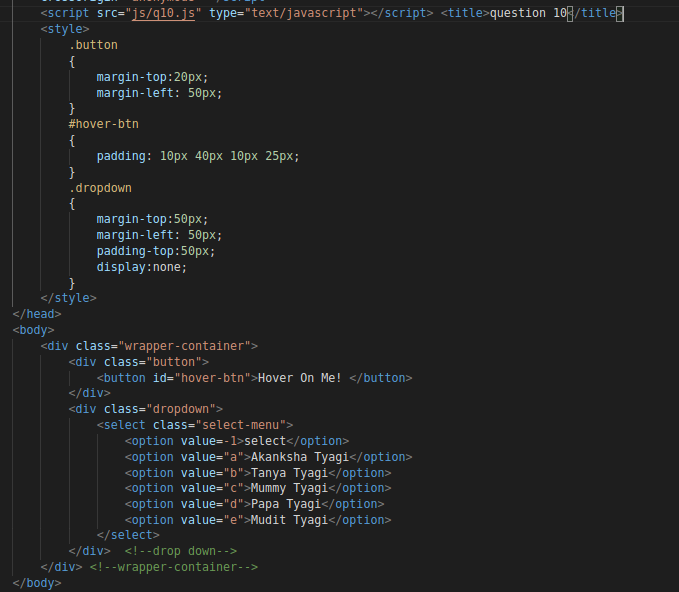 <script src="js/q10.js" type="text/javascript"></script> <title>question 10</title>
<style>
.button
{
margin-top:20px;
margin-left: 50px;
}
#hover-btn
{
padding: 10px 40px 10px 25px;
}
.dropdown
{
margin-top:50px;
margin-left: 50px;
padding-top:50px;
display:none;
}
</style>
</head>
<body>
<div class="wrapper-container">
<div class="button">
<button id="hover-btn">Hover On Me! </button>
</div>
<div class="dropdown">
<select class="select-menu">
<option value=-1>select</option>
<option value="a">Akanksha Tyagi</option>
<option value="b">Tanya Tyagi</option>
<option value="c">Mummy Tyagi</option>
<option value="d">Papa Tyagi</option>
<option value="e">Mudit Tyagi</option>
</select>
</div>  <!--drop down-->
</div> <!--wrapper-container-->
</body>